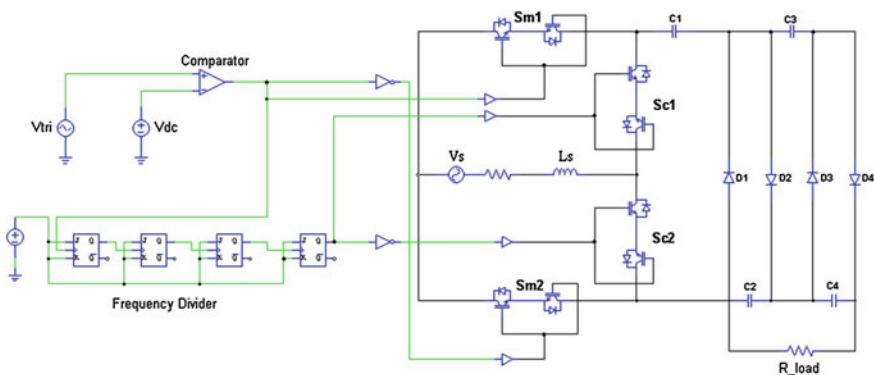 Sm1
C1
C3
Comparator
Sc1
Vtri
Vdc
Vs
Ls
D1
D2
D3
D4
J Q
K Q
J Q
K Q
J Q
K Q
J Q
K Q
Sc2
Frequency Divider
Sm2
C2
C4
R_load